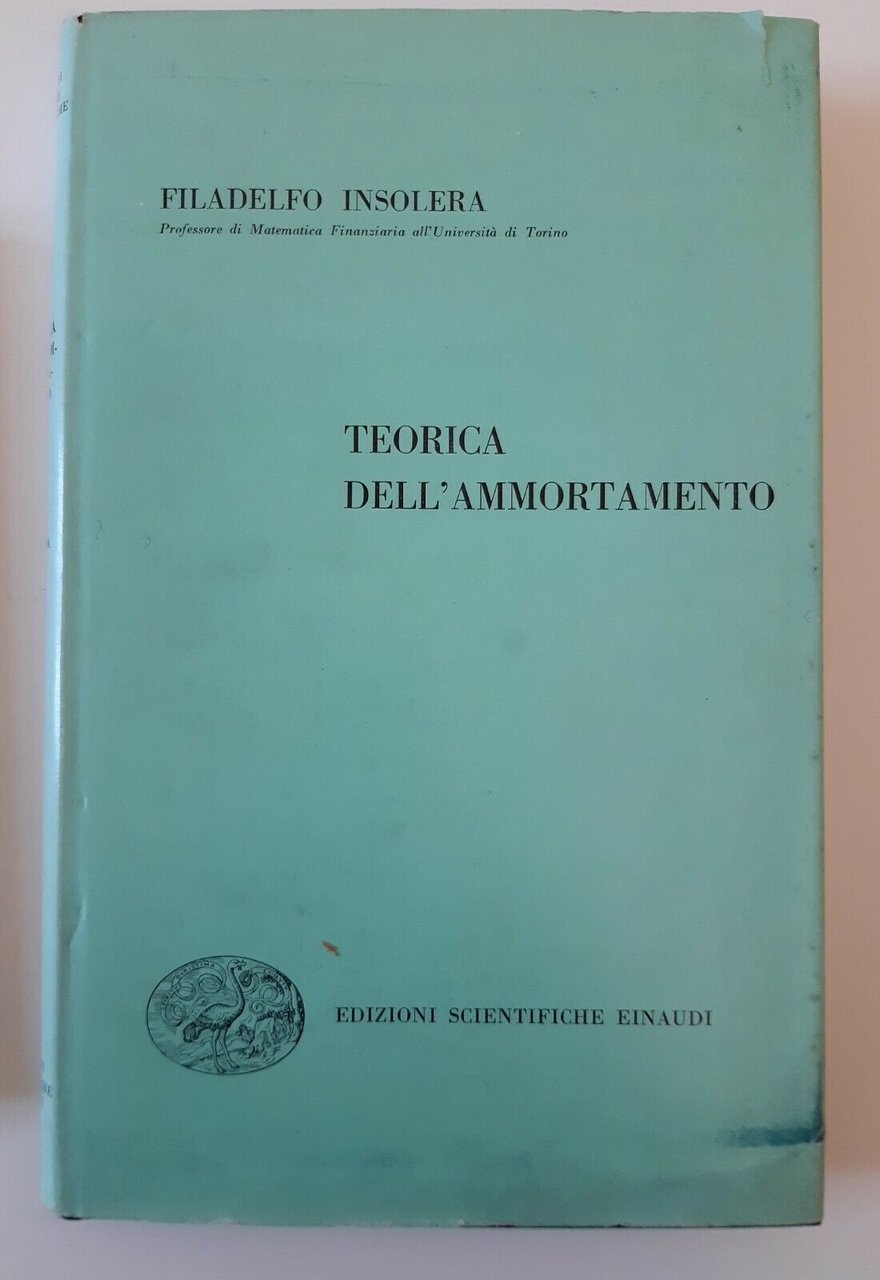 FILADELFO INSOLERA
Professore di Matematica Finanziaria all'Università di Torino
TEORICA
DELL'AMMORTAMENTO
EDIZIONI SCIENTIFICHE EINAUDI